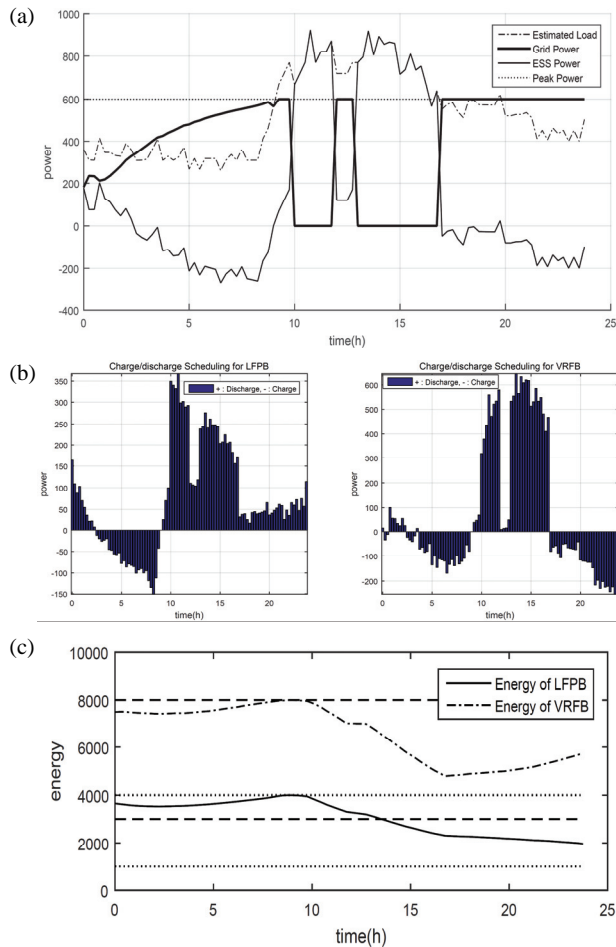 (a)
1000
800
600
400
200
0
-200
-400
power
0 5 10 15 20 25
time(h)
Estimated Load
Grid Power
ESS Power
Peak Power
(b)
Charge/discharge Scheduling for LFPB
+ : Discharge, - : Charge
350
300
250
200
150
100
50
0
-50
-100
-150
power
0 5 10 15 20
time(h)
Charge/discharge Scheduling for VRFB
+ : Discharge, - : Charge
600
500
400
300
200
100
0
-100
-200
power
0 5 10 15 20
time(h)
(c)
10000
8000
6000
4000
2000
0
energy
0 5 10 15 20 25
time(h)
Energy of LFPB
Energy of VRFB